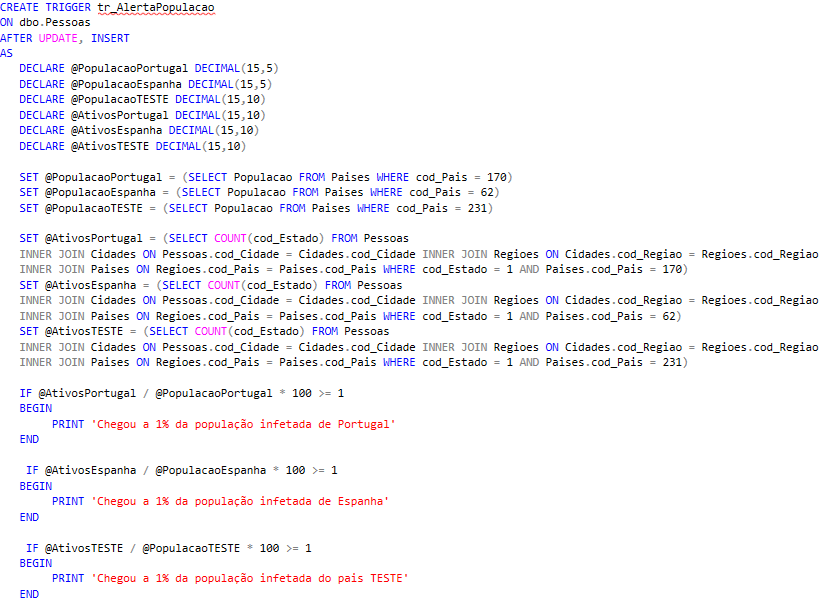 CREATE TRIGGER tr_AlertaPopulacao
ON dbo.Pessoas
AFTER UPDATE, INSERT
AS
DECLARE @PopulacaoPortugal DECIMAL(15,5)
DECLARE @PopulacaoEspanha DECIMAL(15,5)
DECLARE @PopulacaoTESTE DECIMAL(15,10)
DECLARE @AtivosPortugal DECIMAL(15,10)
DECLARE @AtivosEspanha DECIMAL(15,10)
DECLARE @AtivosTESTE DECIMAL(15,10)
SET @PopulacaoPortugal = (SELECT Populacao FROM Paises WHERE cod_Pais = 170)
SET @PopulacaoEspanha = (SELECT Populacao FROM Paises WHERE cod_Pais = 62)
SET @PopulacaoTESTE = (SELECT Populacao FROM Paises WHERE cod_Pais = 231)
SET @AtivosPortugal = (SELECT COUNT(cod_Estado) FROM Pessoas
INNER JOIN Cidades ON Pessoas.cod_Cidade = Cidades.cod_Cidade INNER JOIN Regioes ON Cidades.cod_Regiao = Regioes.cod_Regiao
INNER JOIN Paises ON Regioes.cod_Pais = Paises.cod_Pais WHERE cod_Estado = 1 AND Paises.cod_Pais = 170)
SET @AtivosEspanha = (SELECT COUNT(cod_Estado) FROM Pessoas
INNER JOIN Cidades ON Pessoas.cod_Cidade = Cidades.cod_Cidade INNER JOIN Regioes ON Cidades.cod_Regiao = Regioes.cod_Regiao
INNER JOIN Paises ON Regioes.cod_Pais = Paises.cod_Pais WHERE cod_Estado = 1 AND Paises.cod_Pais = 62)
SET @AtivosTESTE = (SELECT COUNT(cod_Estado) FROM Pessoas
INNER JOIN Cidades ON Pessoas.cod_Cidade = Cidades.cod_Cidade INNER JOIN Regioes ON Cidades.cod_Regiao = Regioes.cod_Regiao
INNER JOIN Paises ON Regioes.cod_Pais = Paises.cod_Pais WHERE cod_Estado = 1 AND Paises.cod_Pais = 231)
IF @AtivosPortugal / @PopulacaoPortugal * 100 >= 1
BEGIN
PRINT 'Chegou a 1% da população infetada de Portugal'
END
IF @AtivosEspanha / @PopulacaoEspanha * 100 >= 1
BEGIN
PRINT 'Chegou a 1% da população infetada de Espanha'
END
IF @AtivosTESTE / @PopulacaoTESTE * 100 >= 1
BEGIN
PRINT 'Chegou a 1% da população infetada do pais TESTE'
END